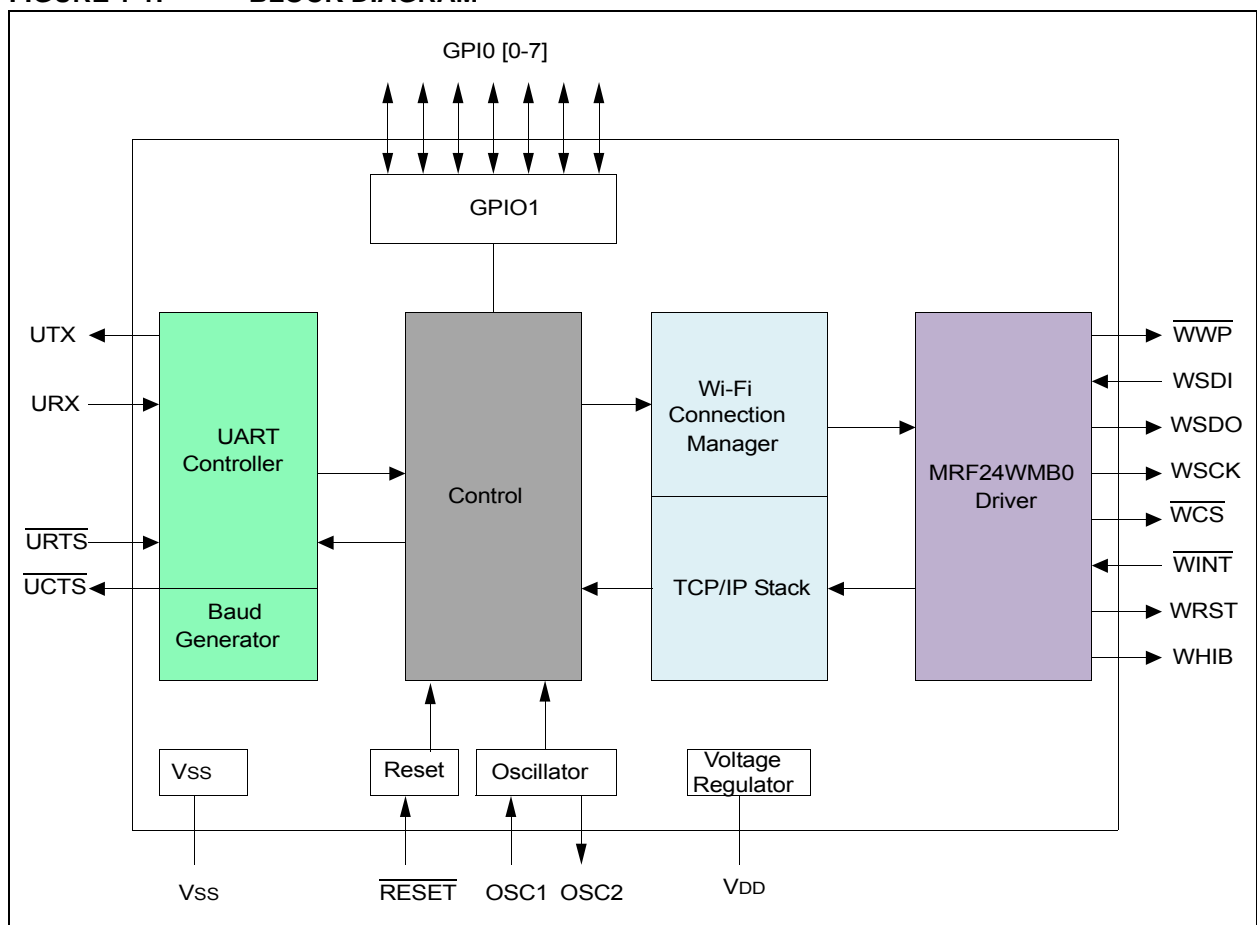 GPI0 [0-7]
GPIO1
UTX
URX
URTS
UCTS
UART
Controller
Baud
Generator
Control
Wi-Fi
Connection
Manager
TCP/IP Stack
MRF24WMB0
Driver
WWP
WSDI
WSDO
WSCK
WCS
WINT
WRST
WHIB
VSS
Reset
Oscillator
Voltage
Regulator
VSS
RESET
OSC1
OSC2
VDD